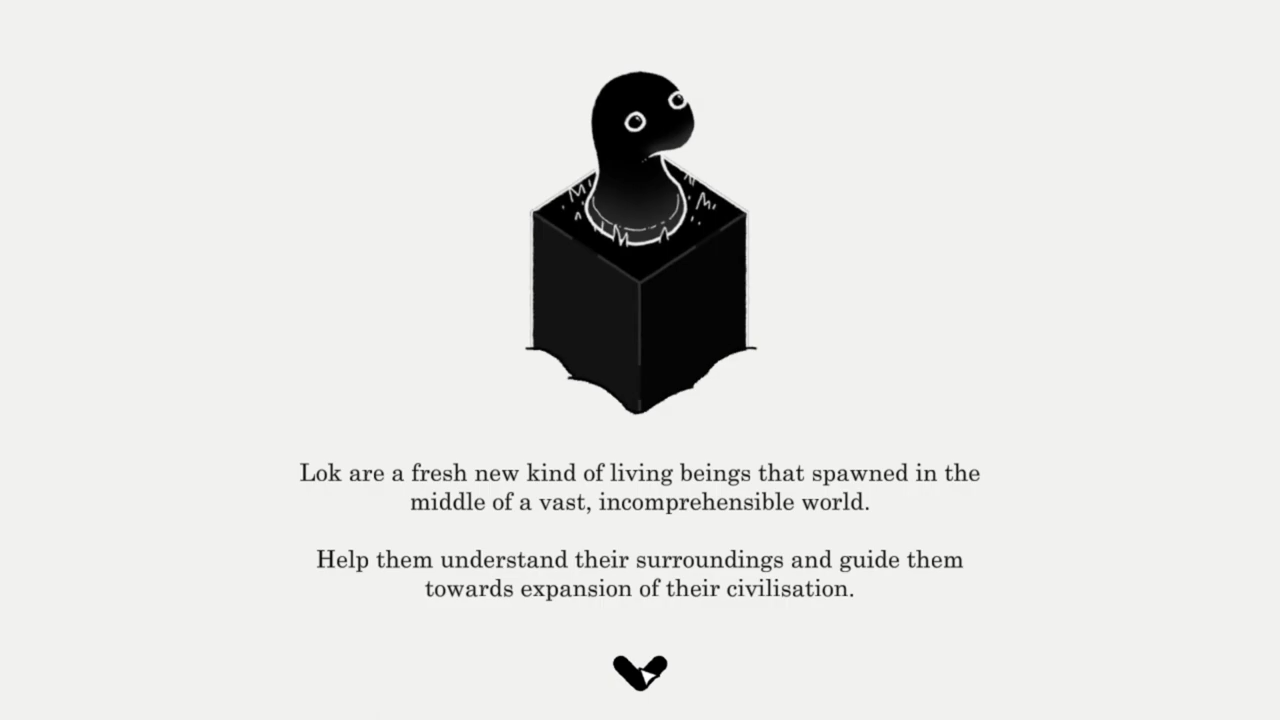 Lok are a fresh new kind of living beings that spawned in the
middle of a vast, incomprehensible world.
Help them understand their surroundings and guide them
towards expansion of their civilisation.